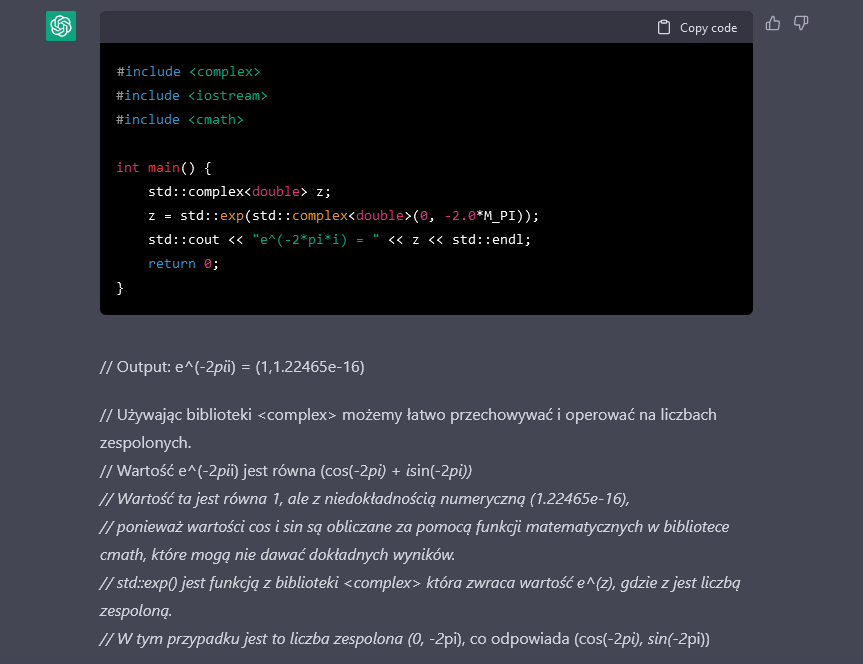 Copy code
#include <complex>
#include <iostream>
#include <cmath>
int main() {
    std::complex<double> z;
    z = std::exp(std::complex<double>(0, -2.0*M_PI));
    std::cout << "e^(-2*pi*i) = " << z << std::endl;
    return 0;
}
// Output: e^(-2pii) = (1,1.22465e-16)
// Używając biblioteki <complex> możemy łatwo przechowywać i operować na liczbach
zespolonych.
// Wartość e^(-2pii) jest równa (cos(-2pi) + isin(-2pi))
// Wartość ta jest równa 1, ale z niedokładnością numeryczną (1.22465e-16),
// ponieważ wartości cos i sin są obliczane za pomocą funkcji matematycznych w bibliotece
cmath, które mogą nie dawać dokładnych wyników.
// std::exp() jest funkcją z biblioteki <complex> która zwraca wartość e^(z), gdzie z jest liczbą
zespoloną.
// W tym przypadku jest to liczba zespolona (0, -2pi), co odpowiada (cos(-2pi), sin(-2pi))